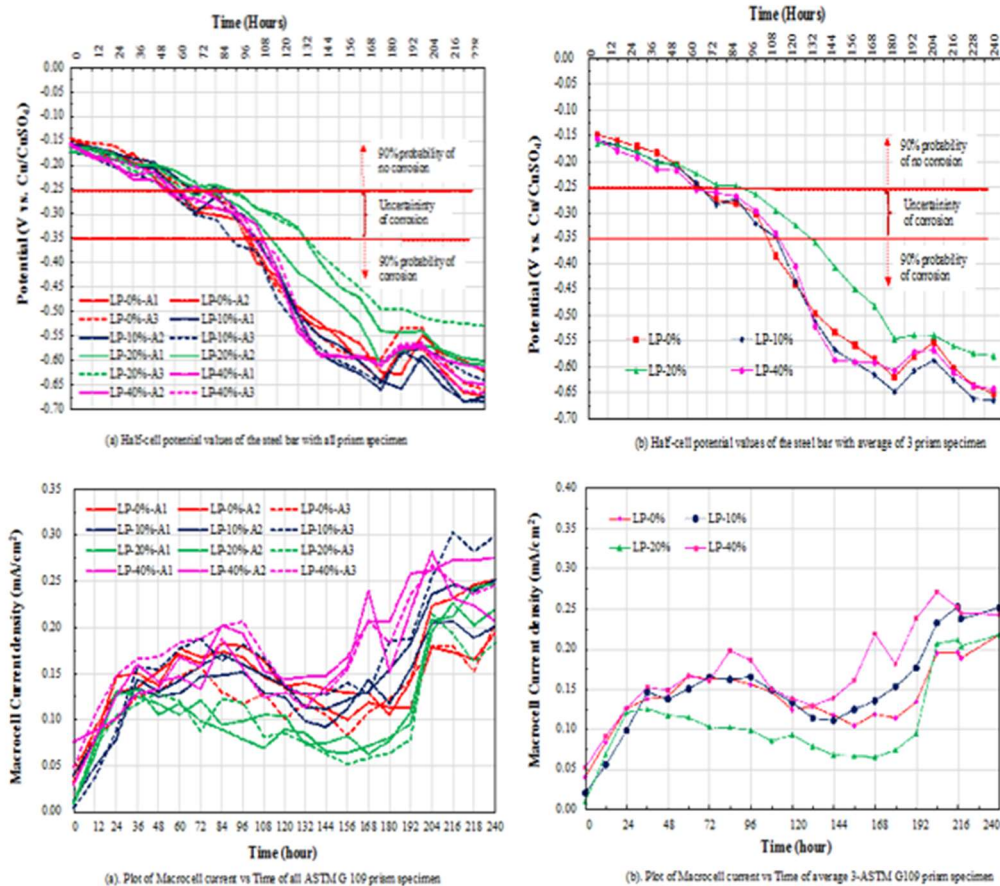 Time (Hours)
0 12 24 36 48 60 72 84 96 108 120 132 144 156 168 180 192 204 216 228
0.00
-0.05
-0.10
-0.15
-0.20
-0.25
-0.30
-0.35
-0.40
-0.45
-0.50
-0.55
-0.60
-0.65
-0.70
Potential (V vs. Cu/CuSO₄)
90% probability of
no corrosion
Uncertaininty
of corrosion
90% probability of
corrosion
LP-0%-A1 LP-0%-A2
LP-0%-A3 LP-10%-A1
LP-10%-A2 LP-10%-A3
LP-20%-A1 LP-20%-A2
LP-20%-A3 LP-40%-A1
LP-40%-A2 LP-40%-A3
(a) Half-cell potential values of the steel bar with all prism specimen
Time (Hours)
0 12 24 36 48 60 72 84 96 108 120 132 144 156 168 180 192 204 216 228 240
0.00
-0.05
-0.10
-0.15
-0.20
-0.25
-0.30
-0.35
-0.40
-0.45
-0.50
-0.55
-0.60
-0.65
-0.70
Potential (V vs. Cu/CuSO₄)
90% probability of
no corrosion
Uncertaininty
of corrosion
90% probability
of corrosion
LP-0% LP-10%
LP-20% LP-40%
(b) Half-cell potential values of the steel bar with average of 3 prism specimen
0.35
0.30
0.25
0.20
0.15
0.10
0.05
0.00
Macrocell Current density (mA/cm²)
LP-0%-A1 LP-0%-A2 LP-0%-A3
LP-10%-A1 LP-10%-A2 LP-10%-A3
LP-20%-A1 LP-20%-A2 LP-20%-A3
LP-40%-A1 LP-40%-A2 LP-40%-A3
0 12 24 36 48 60 72 84 96 108 120 132 144 156 168 180 192 204 216 228 240
Time (hour)
(a). Plot of Macrocell current vs Time of all ASTM G 109 prism specimen
0.40
0.35
0.30
0.25
0.20
0.15
0.10
0.05
0.00
Macrocell Current density (mA/cm²)
LP-0% LP-10%
LP-20% LP-40%
0 24 48 72 96 120 144 168 192 216 240
Time (hour)
(b). Plot of Macrocell current vs Time of average 3-ASTM G109 prism specimen